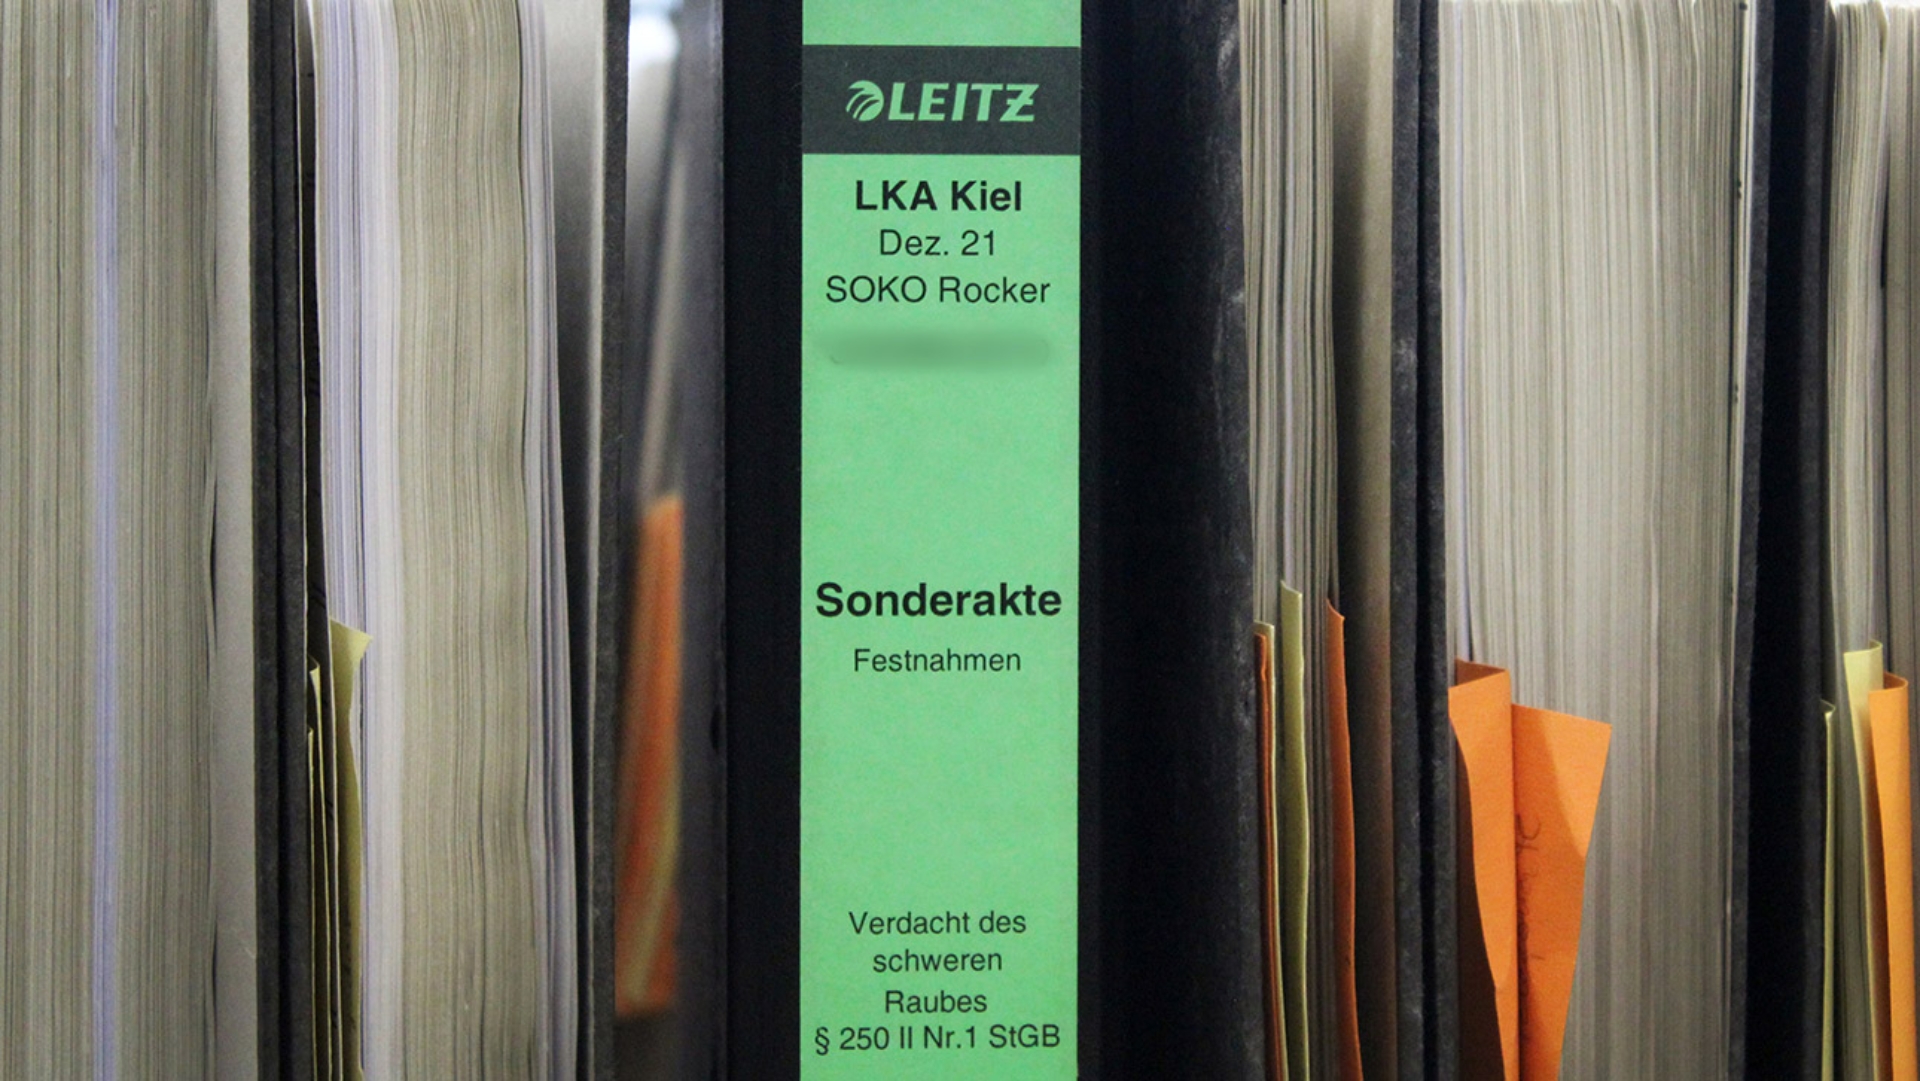 LEITZ
LKA Kiel
Dez. 21
SOKO Rocker
Sonderakte
Festnahmen
Verdacht des
schweren
Raubes
§ 250 II Nr.1 StGB